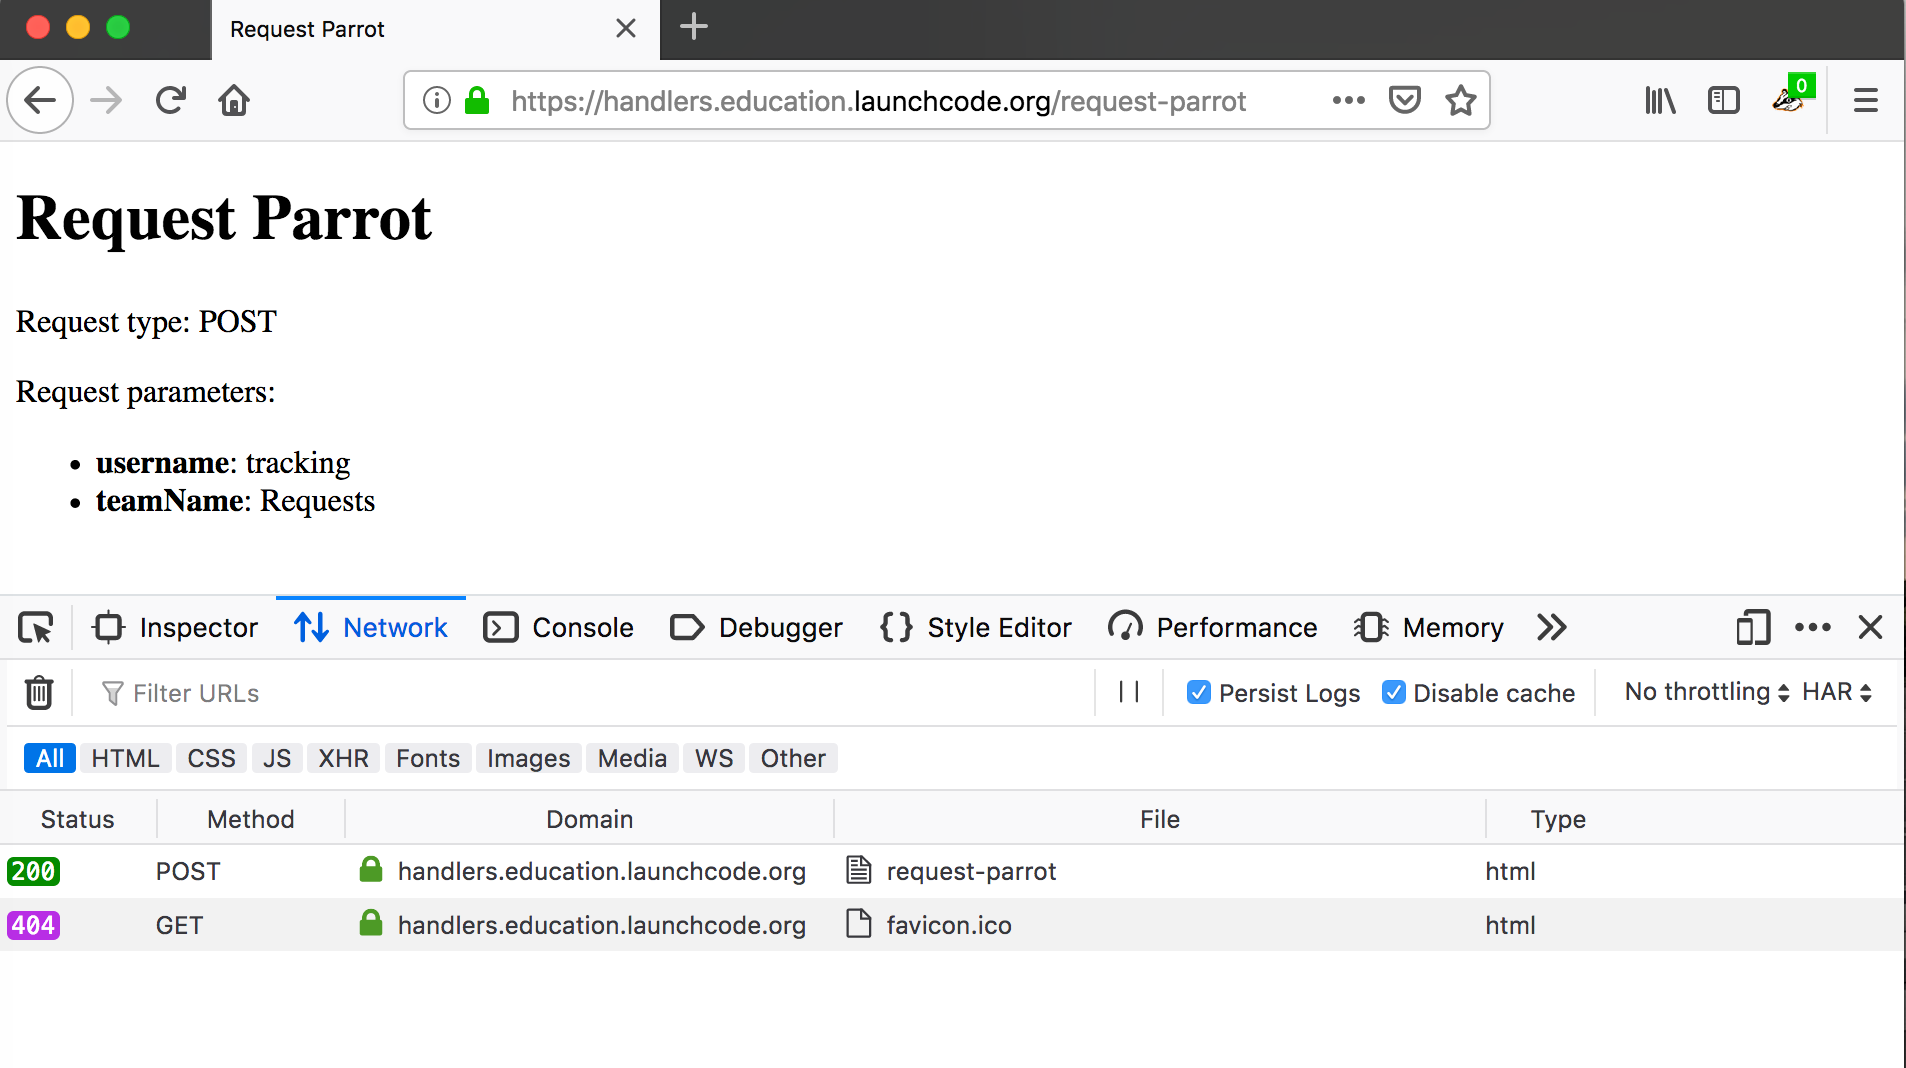 Request Parrot
0
https://handlers.education.launchcode.org/request-parrot
Request Parrot
Request type: POST
Request parameters:
username: tracking
teamName: Requests
Inspector Network Console Debugger {} Style Editor Performance Memory
Filter URLs Persist Logs Disable cache No throttling HAR
All HTML CSS JS XHR Fonts Images Media WS Other
Status Method Domain File Type
200 POST handlers.education.launchcode.org request-parrot html
404 GET handlers.education.launchcode.org favicon.ico html